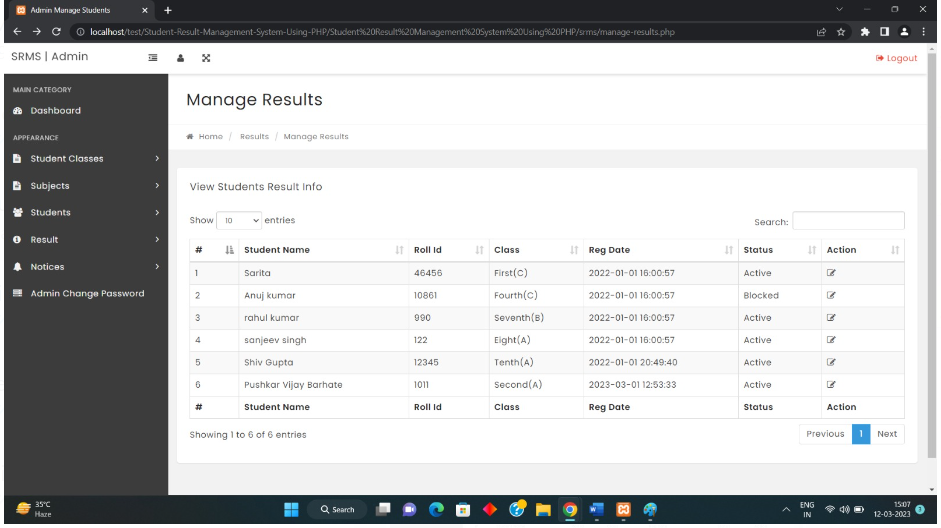 Admin Manage Students
localhost/test/Student-Result-Management-System-Using-PHP/Student%20Result%20Management%20System%20Using%20PHP/srms/manage-results.php
SRMS | Admin
Logout
MAIN CATEGORY
Dashboard
APPEARANCE
Student Classes
Subjects
Students
Result
Notices
Admin Change Password
Manage Results
Home / Results / Manage Results
View Students Result Info
Show 10 entries
Search:
# Student Name Roll Id Class Reg Date Status Action
1 Sarita 46456 First(C) 2022-01-01 16:00:57 Active
2 Anuj kumar 10861 Fourth(C) 2022-01-01 16:00:57 Blocked
3 rahul kumar 990 Seventh(B) 2022-01-01 16:00:57 Active
4 sanjeev singh 122 Eight(A) 2022-01-01 16:00:57 Active
5 Shiv Gupta 12345 Tenth(A) 2022-01-01 20:49:40 Active
6 Pushkar Vijay Barhate 1011 Second(A) 2023-03-01 12:53:33 Active
# Student Name Roll Id Class Reg Date Status Action
Showing 1 to 6 of 6 entries
Previous 1 Next
35°C
Haze
Search
ENG
IN
15:07
12-03-2023
3